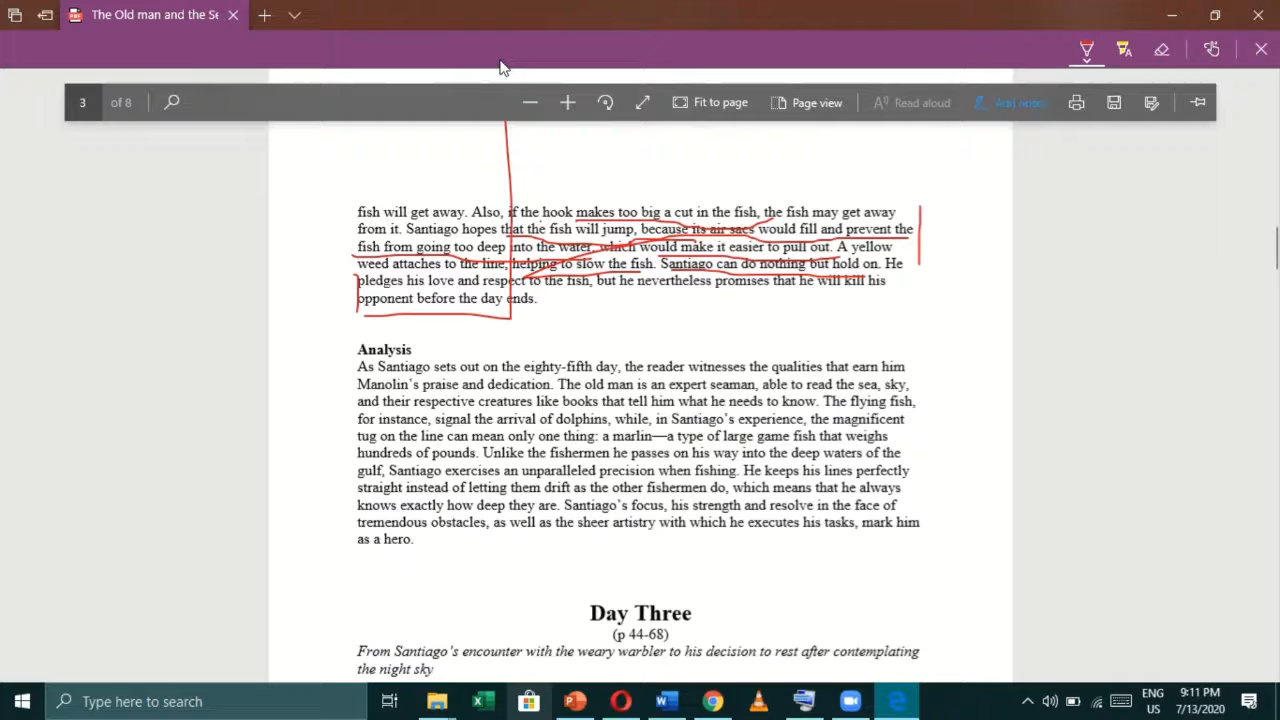 The Old man and the Se
3 of 8
Fit to page
Page view
Read aloud
Add notes
fish will get away. Also, if the hook makes too big a cut in the fish, the fish may get away
from it. Santiago hopes that the fish will jump, because its air sacs would fill and prevent the
fish from going too deep into the water, which would make it easier to pull out. A yellow
weed attaches to the line, helping to slow the fish. Santiago can do nothing but hold on. He
pledges his love and respect to the fish, but he nevertheless promises that he will kill his
opponent before the day ends.
Analysis
As Santiago sets out on the eighty-fifth day, the reader witnesses the qualities that earn him
Manolin's praise and dedication. The old man is an expert seaman, able to read the sea, sky,
and their respective creatures like books that tell him what he needs to know. The flying fish,
for instance, signal the arrival of dolphins, while, in Santiago's experience, the magnificent
tug on the line can mean only one thing: a marlin—a type of large game fish that weighs
hundreds of pounds. Unlike the fishermen he passes on his way into the deep waters of the
gulf, Santiago exercises an unparalleled precision when fishing. He keeps his lines perfectly
straight instead of letting them drift as the other fishermen do, which means that he always
knows exactly how deep they are. Santiago's focus, his strength and resolve in the face of
tremendous obstacles, as well as the sheer artistry with which he executes his tasks, mark him
as a hero.
Day Three
(p 44-68)
From Santiago's encounter with the weary warbler to his decision to rest after contemplating
the night sky
Type here to search
ENG
US
9:11 PM
7/13/2020